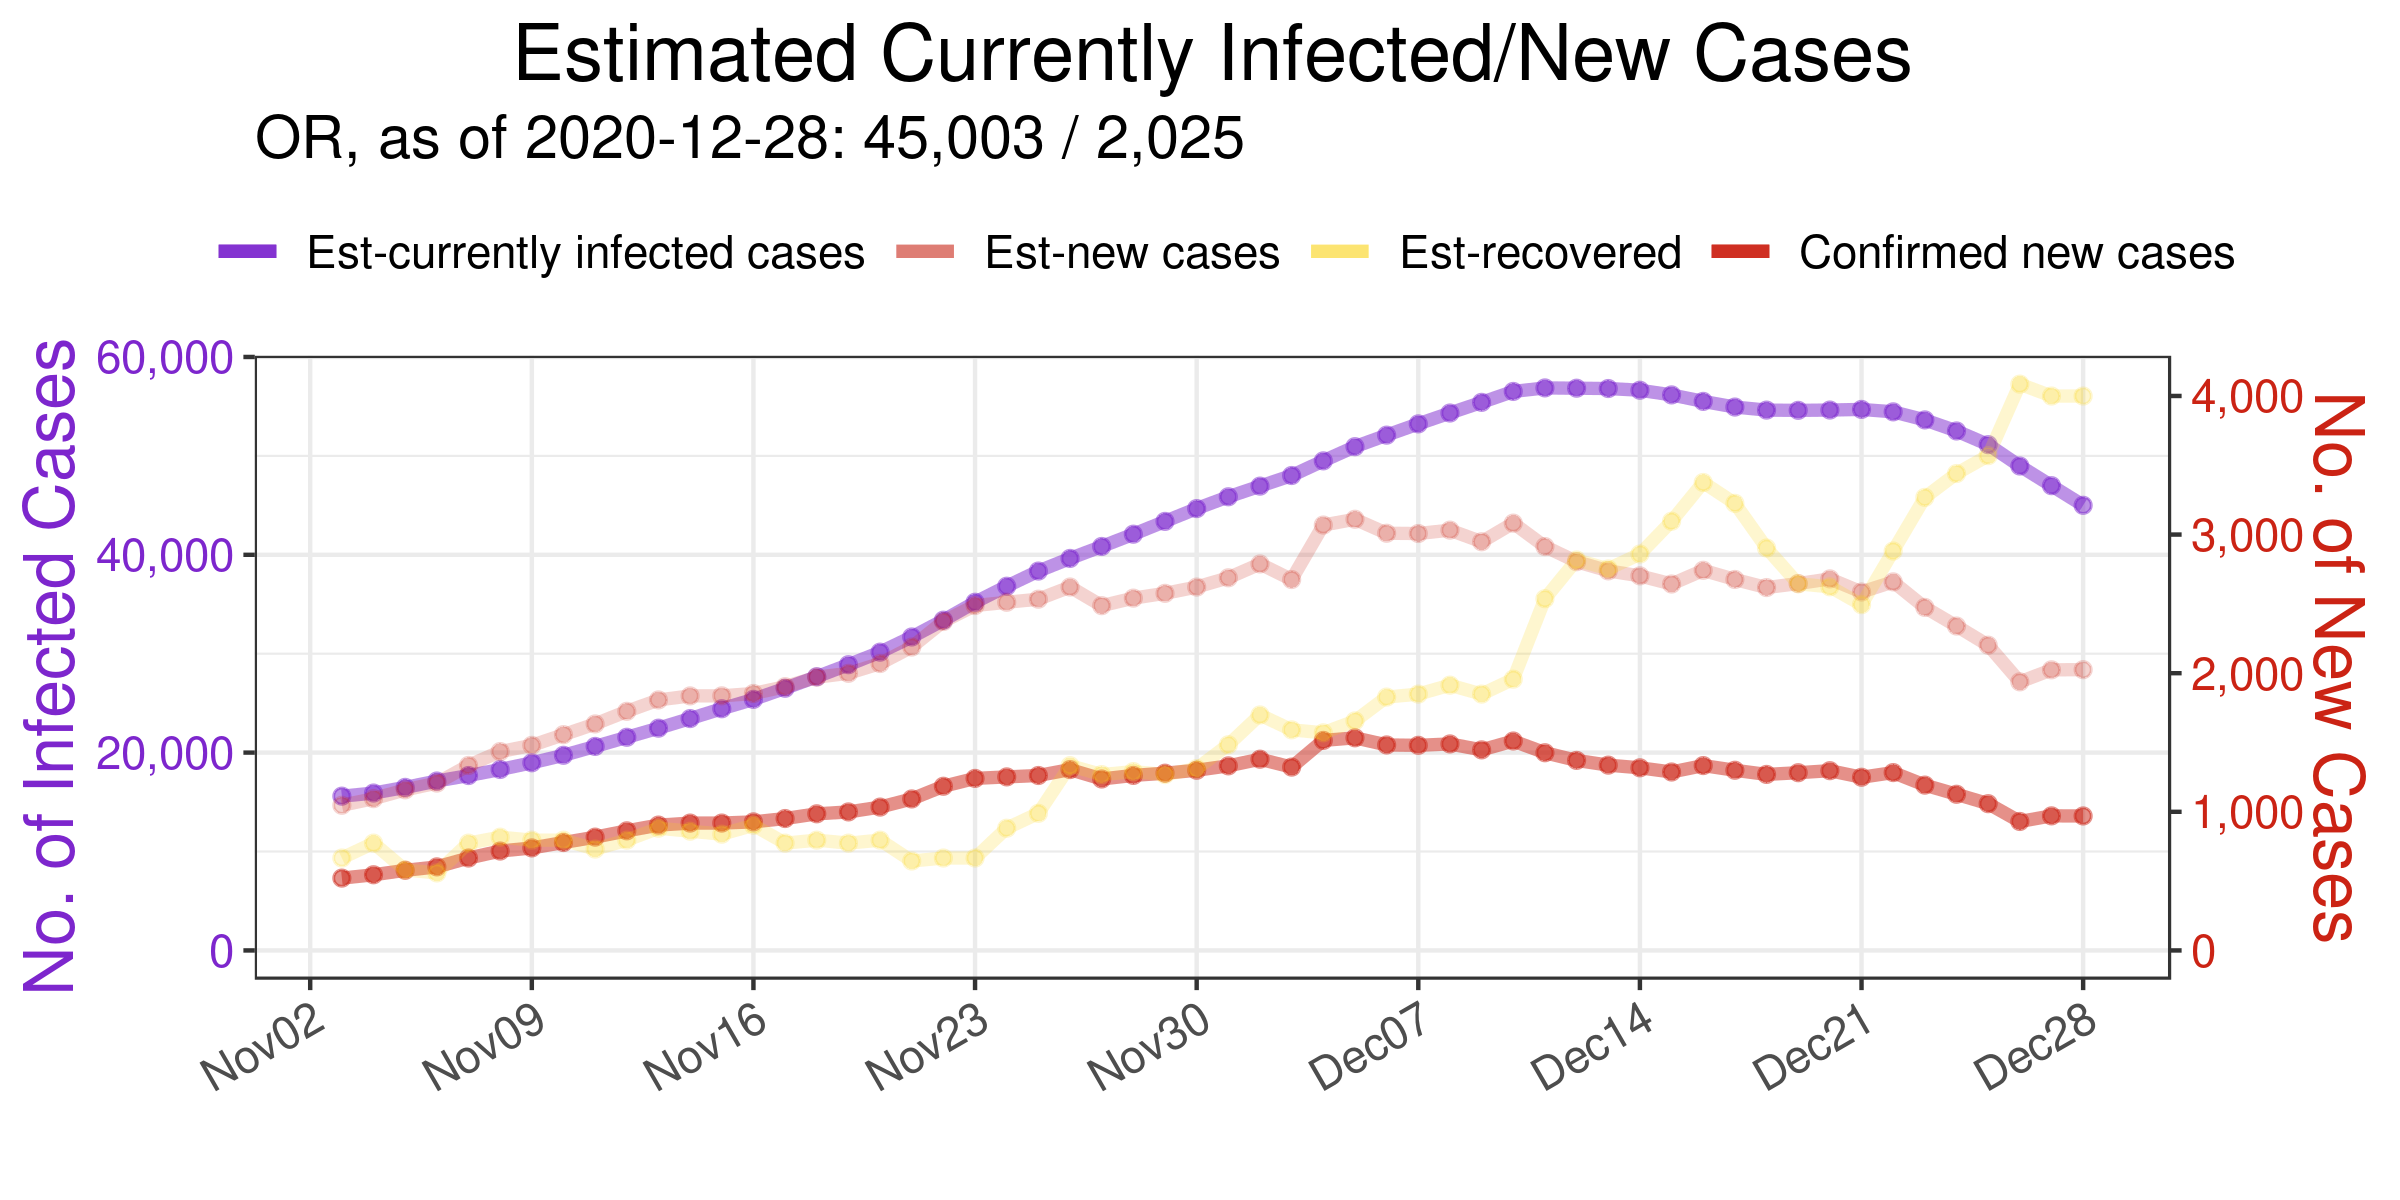 Estimated Currently Infected/New Cases
OR, as of 2020-12-28: 45,003 / 2,025
Est-currently infected cases Est-new cases Est-recovered Confirmed new cases
No. of Infected Cases
60,000
40,000
20,000
0
4,000
3,000
2,000
1,000
0
No. of New Cases
Nov02 Nov09 Nov16 Nov23 Nov30 Dec07 Dec14 Dec21 Dec28